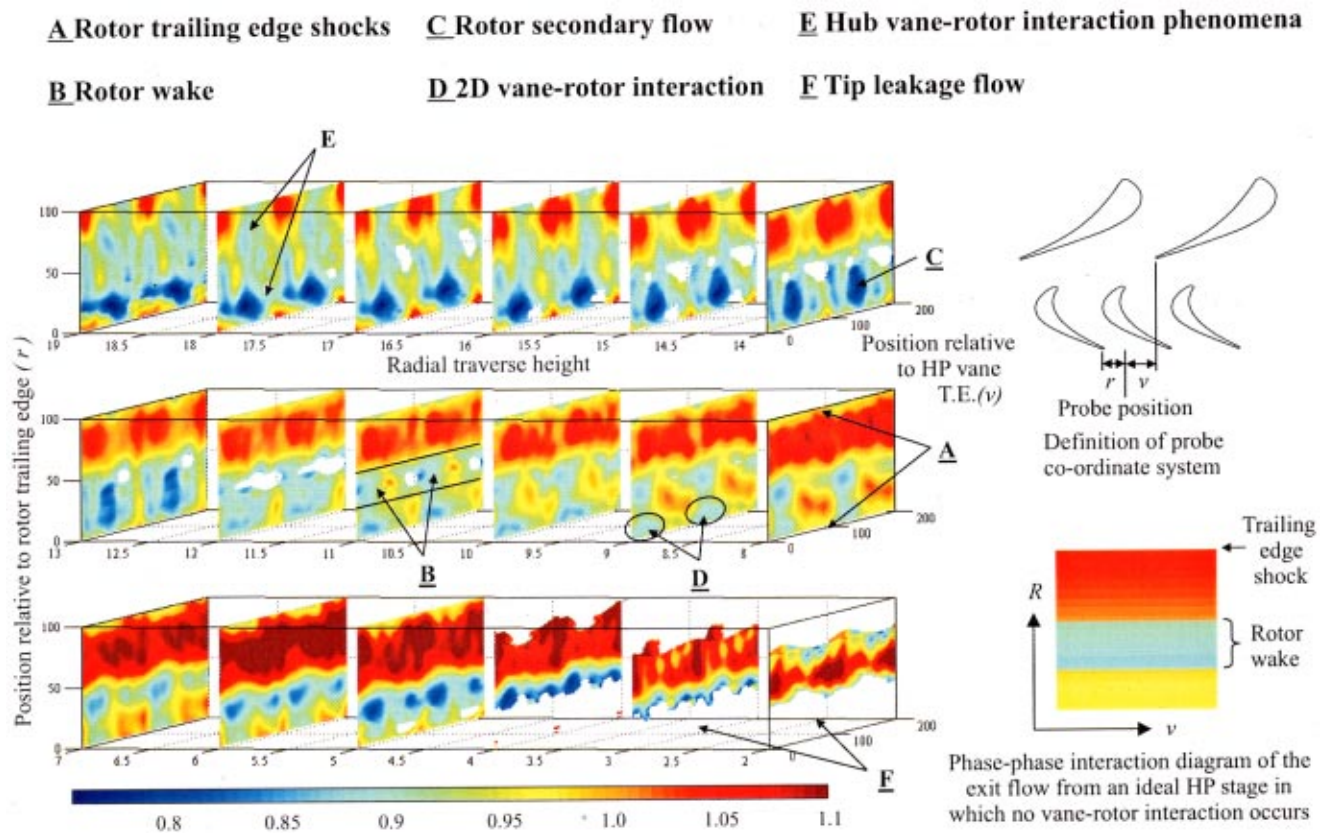 A Rotor trailing edge shocks
C Rotor secondary flow
E Hub vane-rotor interaction phenomena
B Rotor wake
D 2D vane-rotor interaction
F Tip leakage flow
E
100
50
0
19
18.5
18
17.5
17
16.5
16
15.5
15
14.5
14
0
100
200
C
Radial traverse height
Position relative
to HP vane
T.E.(v)
Position relative to rotor trailing edge (r)
100
50
0
13
12.5
12
11.5
11
10.5
10
9.5
9
8.5
8
0
100
200
A
B
D
100
50
0
7
6.5
6
5.5
5
4.5
4
3.5
3
2.5
2
0
100
200
F
0.8
0.85
0.9
0.95
1.0
1.05
1.1
r
v
Probe position
Definition of probe
co-ordinate system
Trailing
edge
shock
R
Rotor
wake
v
Phase-phase interaction diagram of the
exit flow from an ideal HP stage in
which no vane-rotor interaction occurs